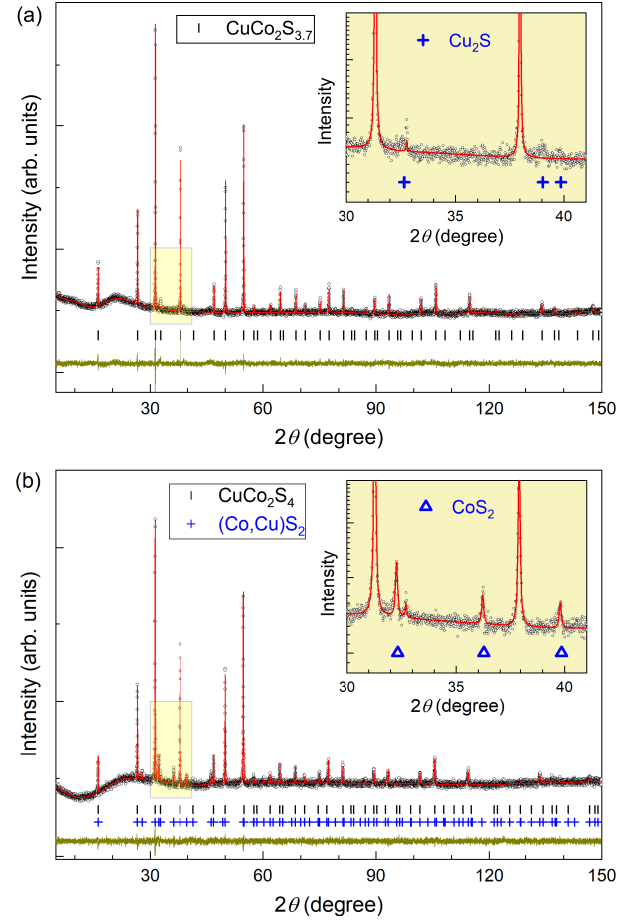 (a)
CuCo₂S₃.₇
Cu₂S
Intensity
30 35 40
2θ (degree)
Intensity (arb. units)
30 60 90 120 150
2θ (degree)
(b)
CuCo₂S₄
(Co,Cu)S₂
CoS₂
Intensity
30 36 38 40
2θ (degree)
Intensity (arb. units)
30 60 90 120 150
2θ (degree)